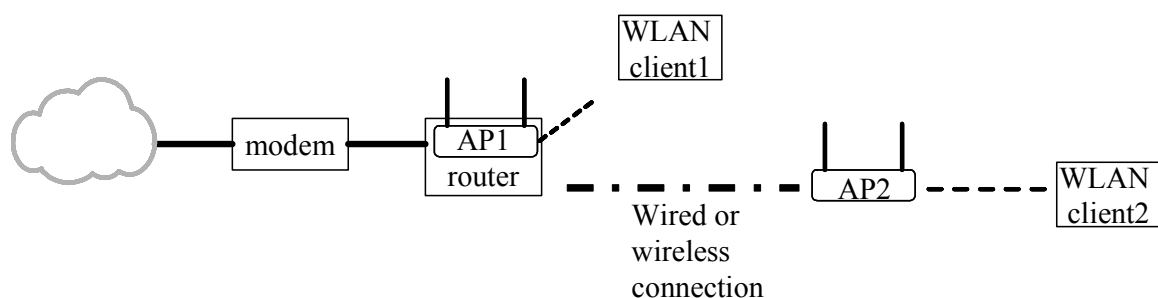 WLAN
client1
modem
AP1
router
AP2
WLAN
client2
Wired or
wireless
connection